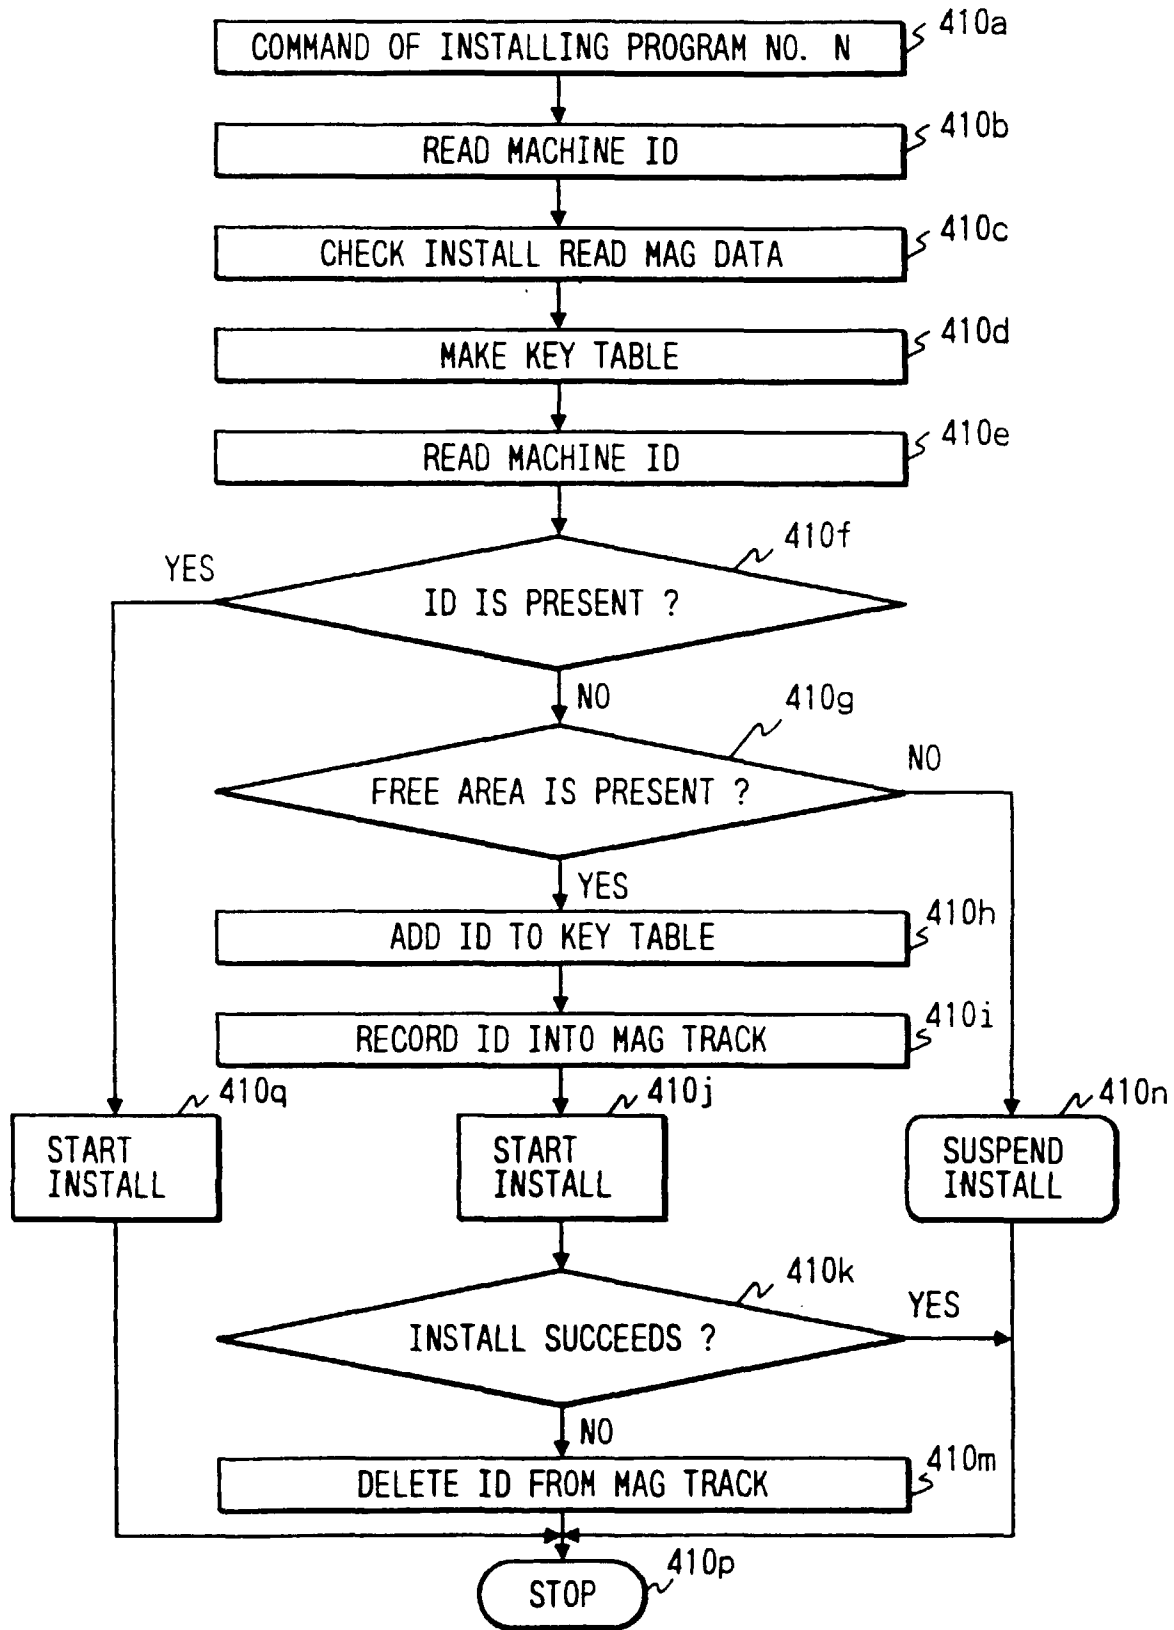 COMMAND OF INSTALLING PROGRAM NO. N
410a
READ MACHINE ID
410b
CHECK INSTALL READ MAG DATA
410c
MAKE KEY TABLE
410d
READ MACHINE ID
410e
410f
YES
ID IS PRESENT ?
NO
410g
NO
FREE AREA IS PRESENT ?
YES
ADD ID TO KEY TABLE
410h
RECORD ID INTO MAG TRACK
410i
410q
410j
410n
START
INSTALL
START
INSTALL
SUSPEND
INSTALL
410k
YES
INSTALL SUCCEEDS ?
NO
DELETE ID FROM MAG TRACK
410m
STOP
410p